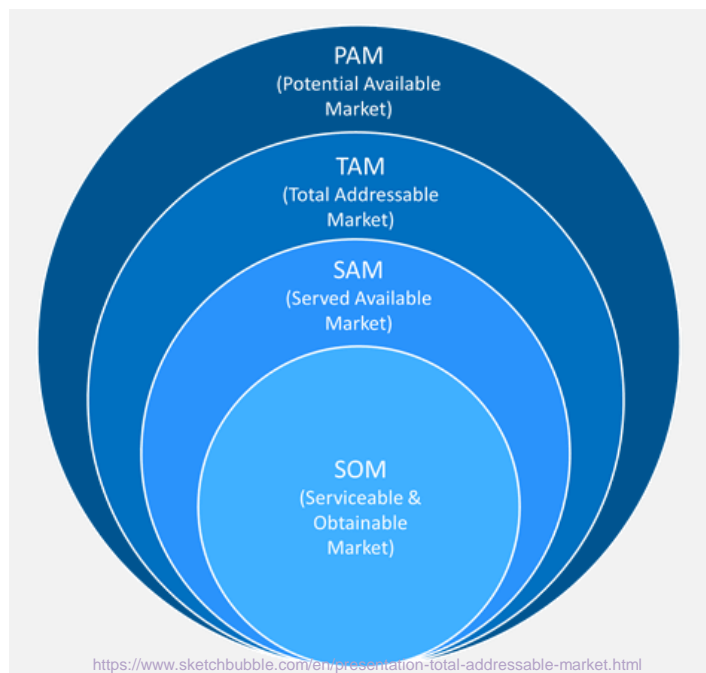 PAM
(Potential Available
Market)
TAM
(Total Addressable
Market)
SAM
(Served Available
Market)
SOM
(Serviceable &
Obtainable
Market)
https://www.sketchbubble.com/en/presentation-total-addressable-market.html